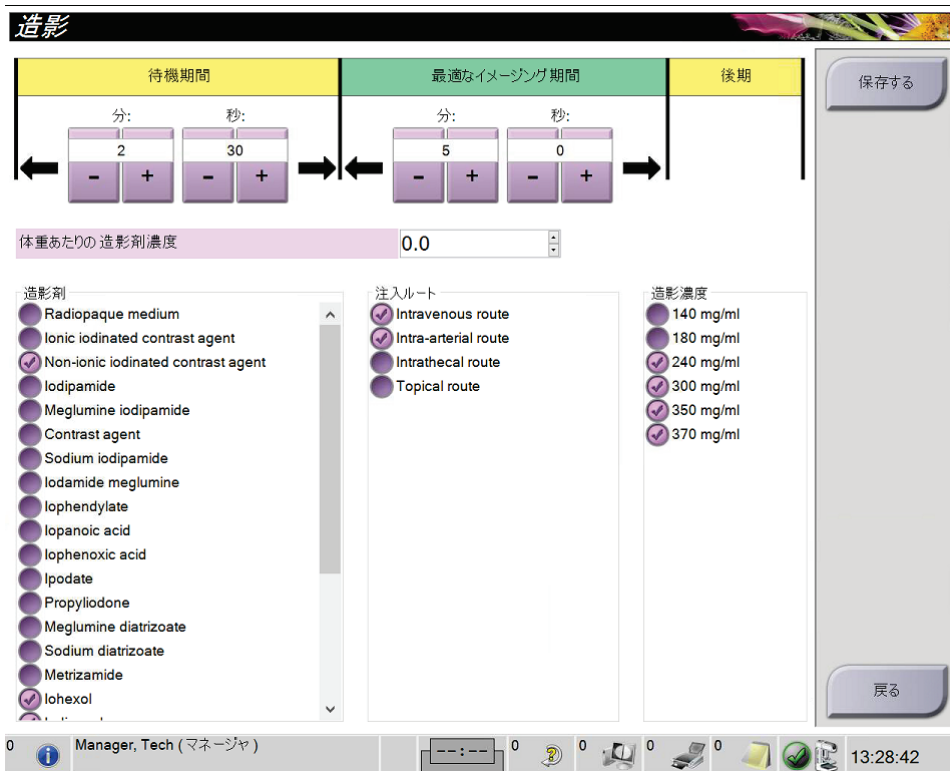 造影
待機期間
最適なイメージング期間
後期
保存する
分:
秒:
分:
秒:
2
30
5
0
- + - + - + - +
体重あたりの 造影剤濃度
0.0
造影剤
Radiopaque medium
Ionic iodinated contrast agent
Non-ionic iodinated contrast agent
Iodipamide
Meglumine iodipamide
Contrast agent
Sodium iodipamide
Iodamide meglumine
Iophendylate
Iopanoic acid
Iophenoxic acid
Ipodate
Propyliodone
Meglumine diatrizoate
Sodium diatrizoate
Metrizamide
Iohexol
注入ルート
Intravenous route
Intra-arterial route
Intrathecal route
Topical route
造影濃度
140 mg/ml
180 mg/ml
240 mg/ml
300 mg/ml
350 mg/ml
370 mg/ml
戻る
0
Manager, Tech (マネージャ)
--:--
0
0
0
0
13:28:42